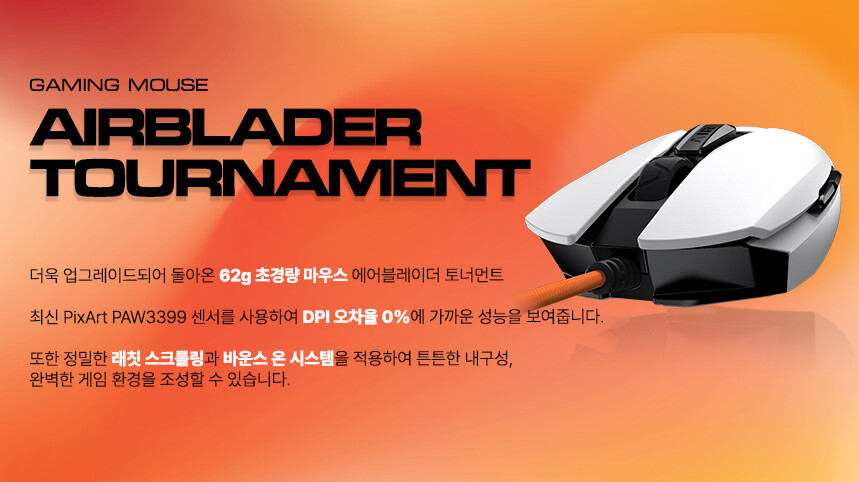 GAMING MOUSE
AIRBLADER
TOURNAMENT
더욱 업그레이드되어 돌아온 62g 초경량 마우스 에어블레이더 토너먼트
최신 PixArt PAW3399 센서를 사용하여 DPI 오차율 0%에 가까운 성능을 보여줍니다.
또한 정밀한 래칫 스크롤링과 바운스 온 시스템을 적용하여 튼튼한 내구성,
완벽한 게임 환경을 조성할 수 있습니다.